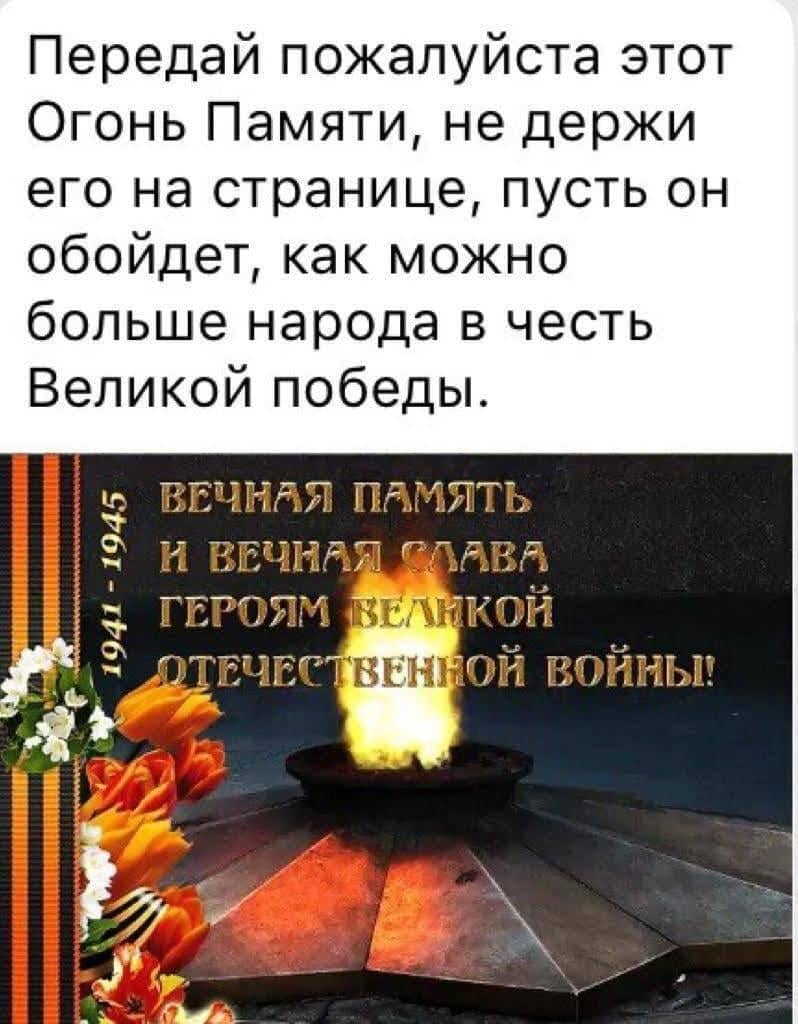 Передай пожалуйста этот
Огонь Памяти, не держи
его на странице, пусть он
обойдет, как можно
больше народа в честь
Великой победы.
1941 - 1945
ВЕЧНАЯ ПАМЯТЬ
И ВЕЧНАЯ СЛАВА
ГЕРОЯМ ВЕЛИКОЙ
ОТЕЧЕСТВЕННОЙ ВОЙНЫ!